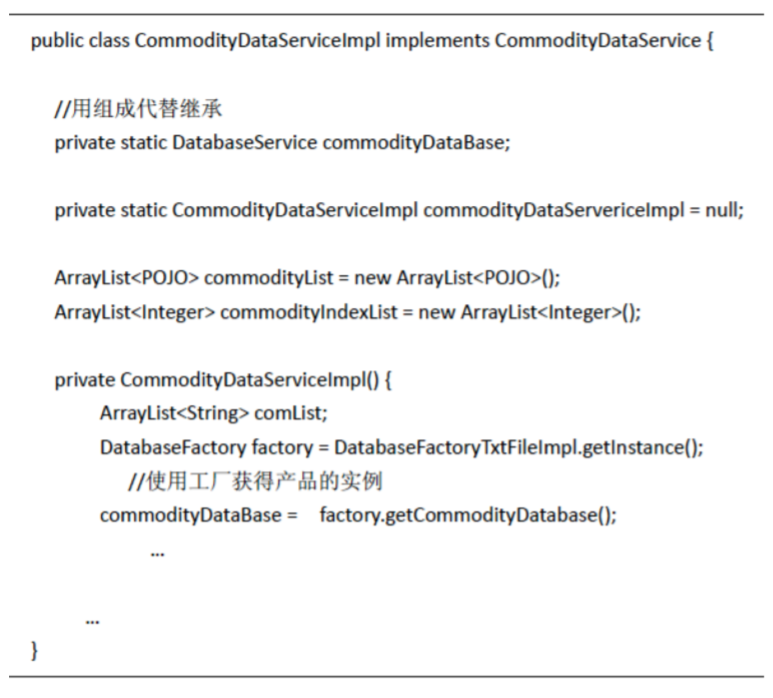 public class CommodityDataServiceImpl implements CommodityDataService {
//用组成代替继承
private static DatabaseService commodityDataBase;
private static CommodityDataServiceImpl commodityDataServericeImpl = null;
ArrayList<POJO> commodityList = new ArrayList<POJO>();
ArrayList<Integer> commodityIndexList = new ArrayList<Integer>();
private CommodityDataServiceImpl() {
ArrayList<String> comList;
DatabaseFactory factory = DatabaseFactoryTxtFileImpl.getInstance();
//使用工厂获得产品的实例
commodityDataBase = factory.getCommodityDatabase();
...
...
}